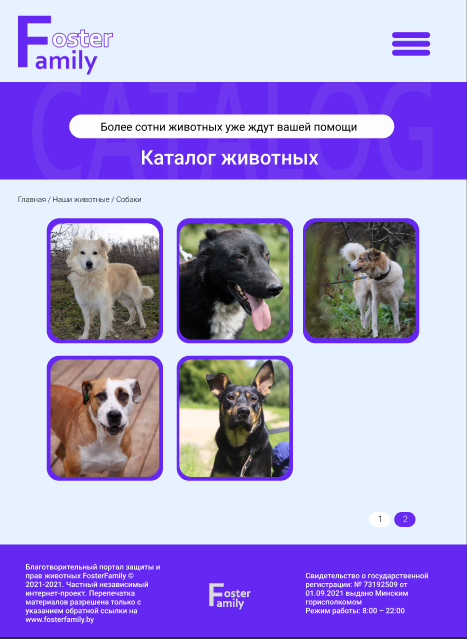 Foster
Family
CATALOG
Более сотни животных уже ждут вашей помощи
Каталог животных
Главная / Наши животные / Собаки
1 2
Благотворительный портал защиты и
прав животных FosterFamily ©
2021-2021. Частный независимый
интернет-проект. Перепечатка
материалов разрешена только с
указанием обратной ссылки на
www.fosterfamily.by
Foster
Family
Свидетельство о государственной
регистрации: № 73192509 от
01.09.2021 выдано Минским
горисполкомом
Режим работы: 8:00 – 22:00